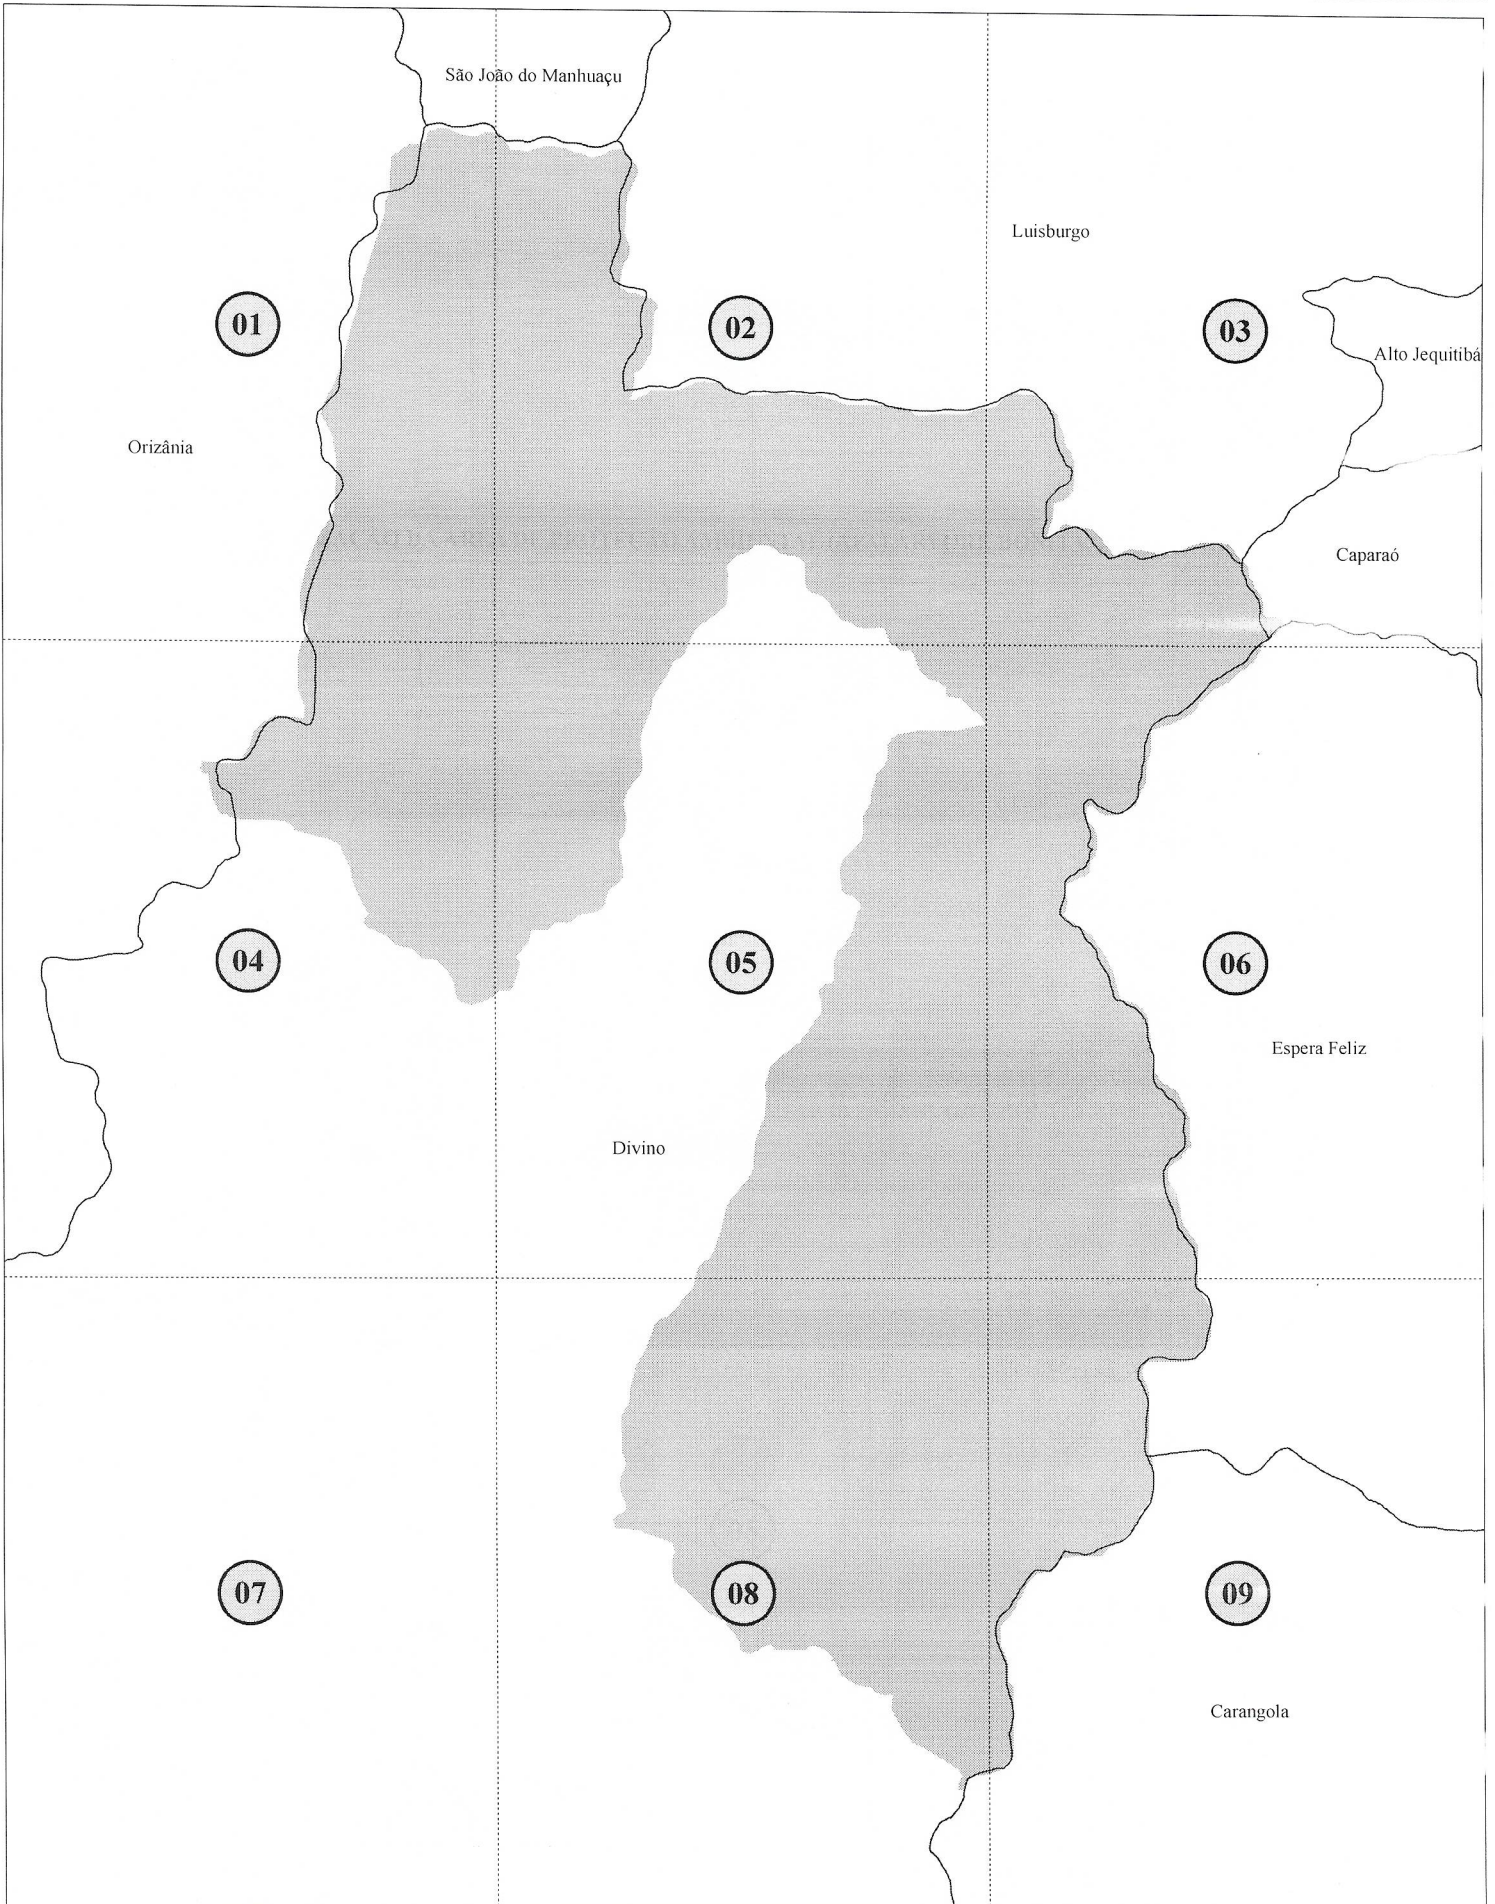 São João do Manhuaçu
Luisburgo
01
02
03
Alto Jequitibá
Orizânia
Caparaó
04
05
06
Espera Feliz
Divino
07
08
09
Carangola